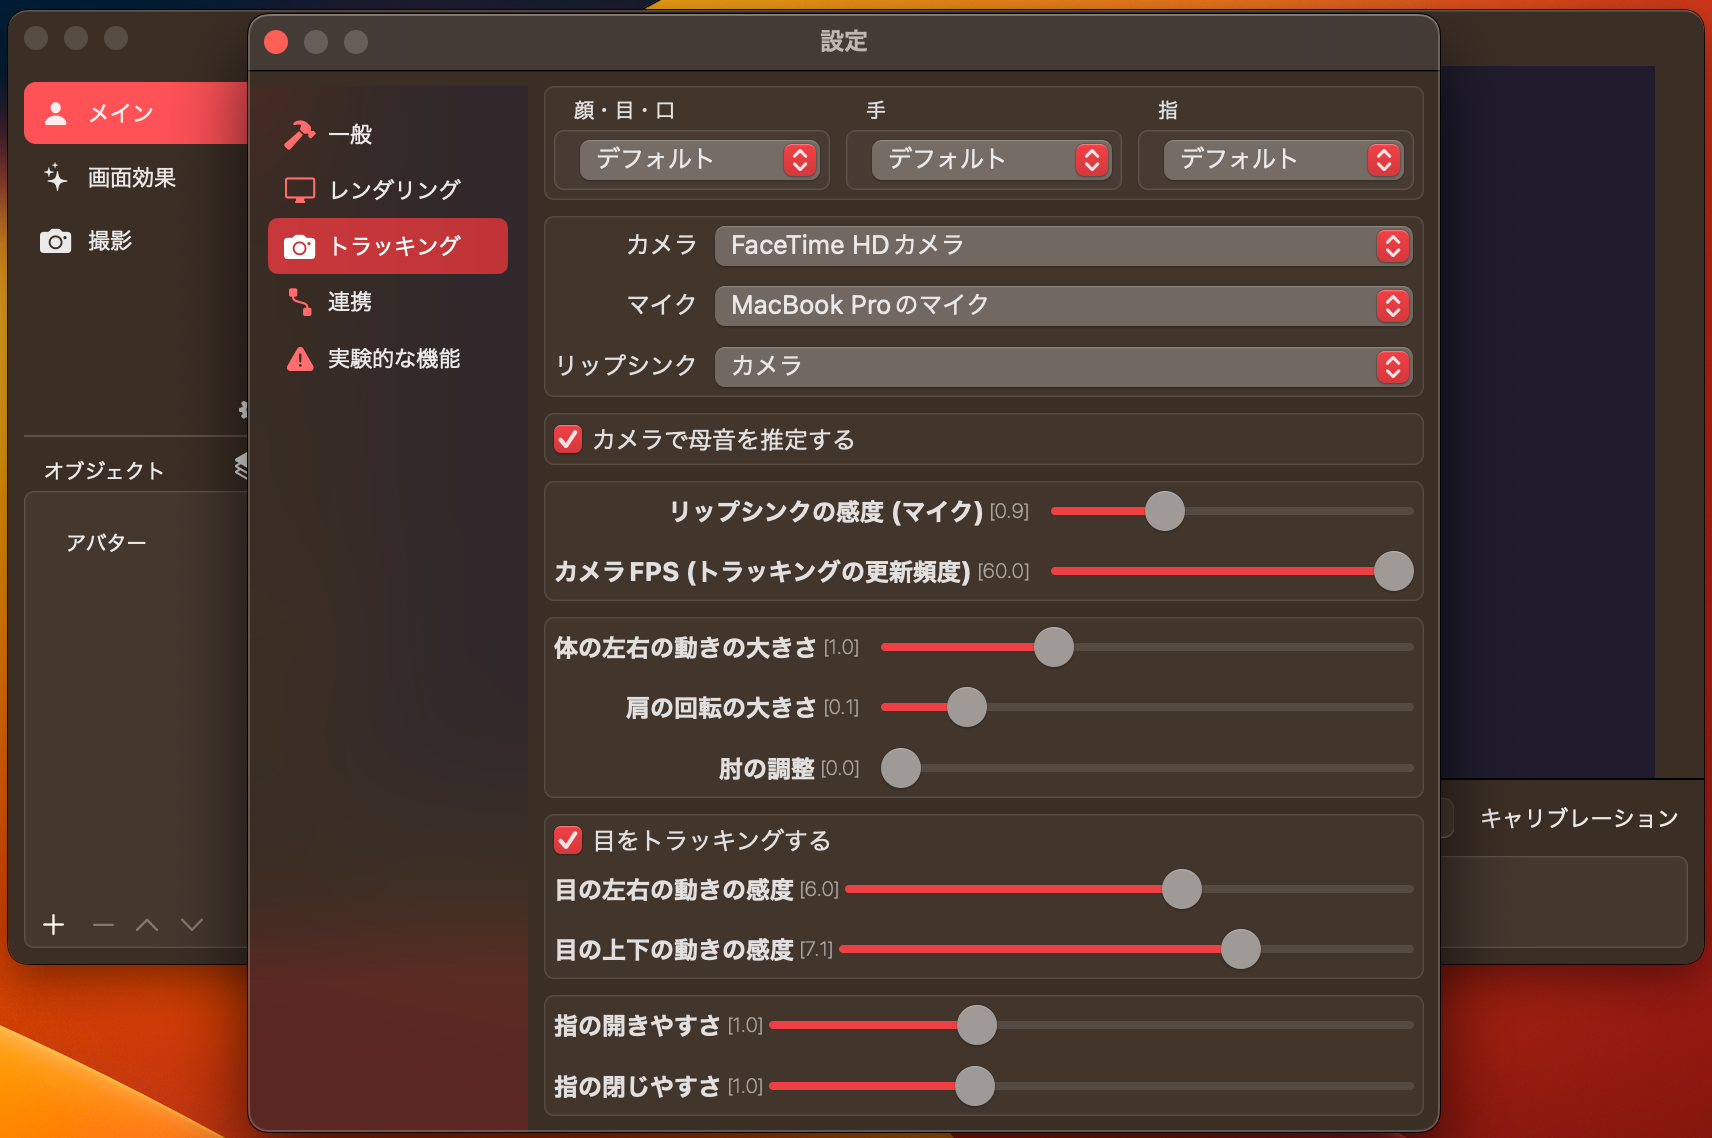 設定
メイン
画面効果
撮影
オブジェクト
アバター
一般
レンダリング
トラッキング
連携
実験的な機能
顔・目・口
手
指
デフォルト
デフォルト
デフォルト
カメラ
FaceTime HDカメラ
マイク
MacBook Proのマイク
リップシンク
カメラ
カメラで母音を推定する
リップシンクの感度 (マイク) [0.9]
カメラFPS (トラッキングの更新頻度) [60.0]
体の左右の動きの大きさ [1.0]
肩の回転の大きさ [0.1]
肘の調整 [0.0]
目をトラッキングする
目の左右の動きの感度 [6.0]
目の上下の動きの感度 [7.1]
指の開きやすさ [1.0]
指の閉じやすさ [1.0]
キャリブレーション